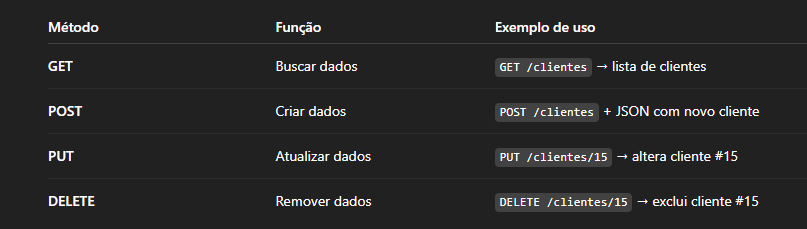 Método Função Exemplo de uso
GET Buscar dados GET /clientes → lista de clientes
POST Criar dados POST /clientes + JSON com novo cliente
PUT Atualizar dados PUT /clientes/15 → altera cliente #15
DELETE Remover dados DELETE /clientes/15 → exclui cliente #15